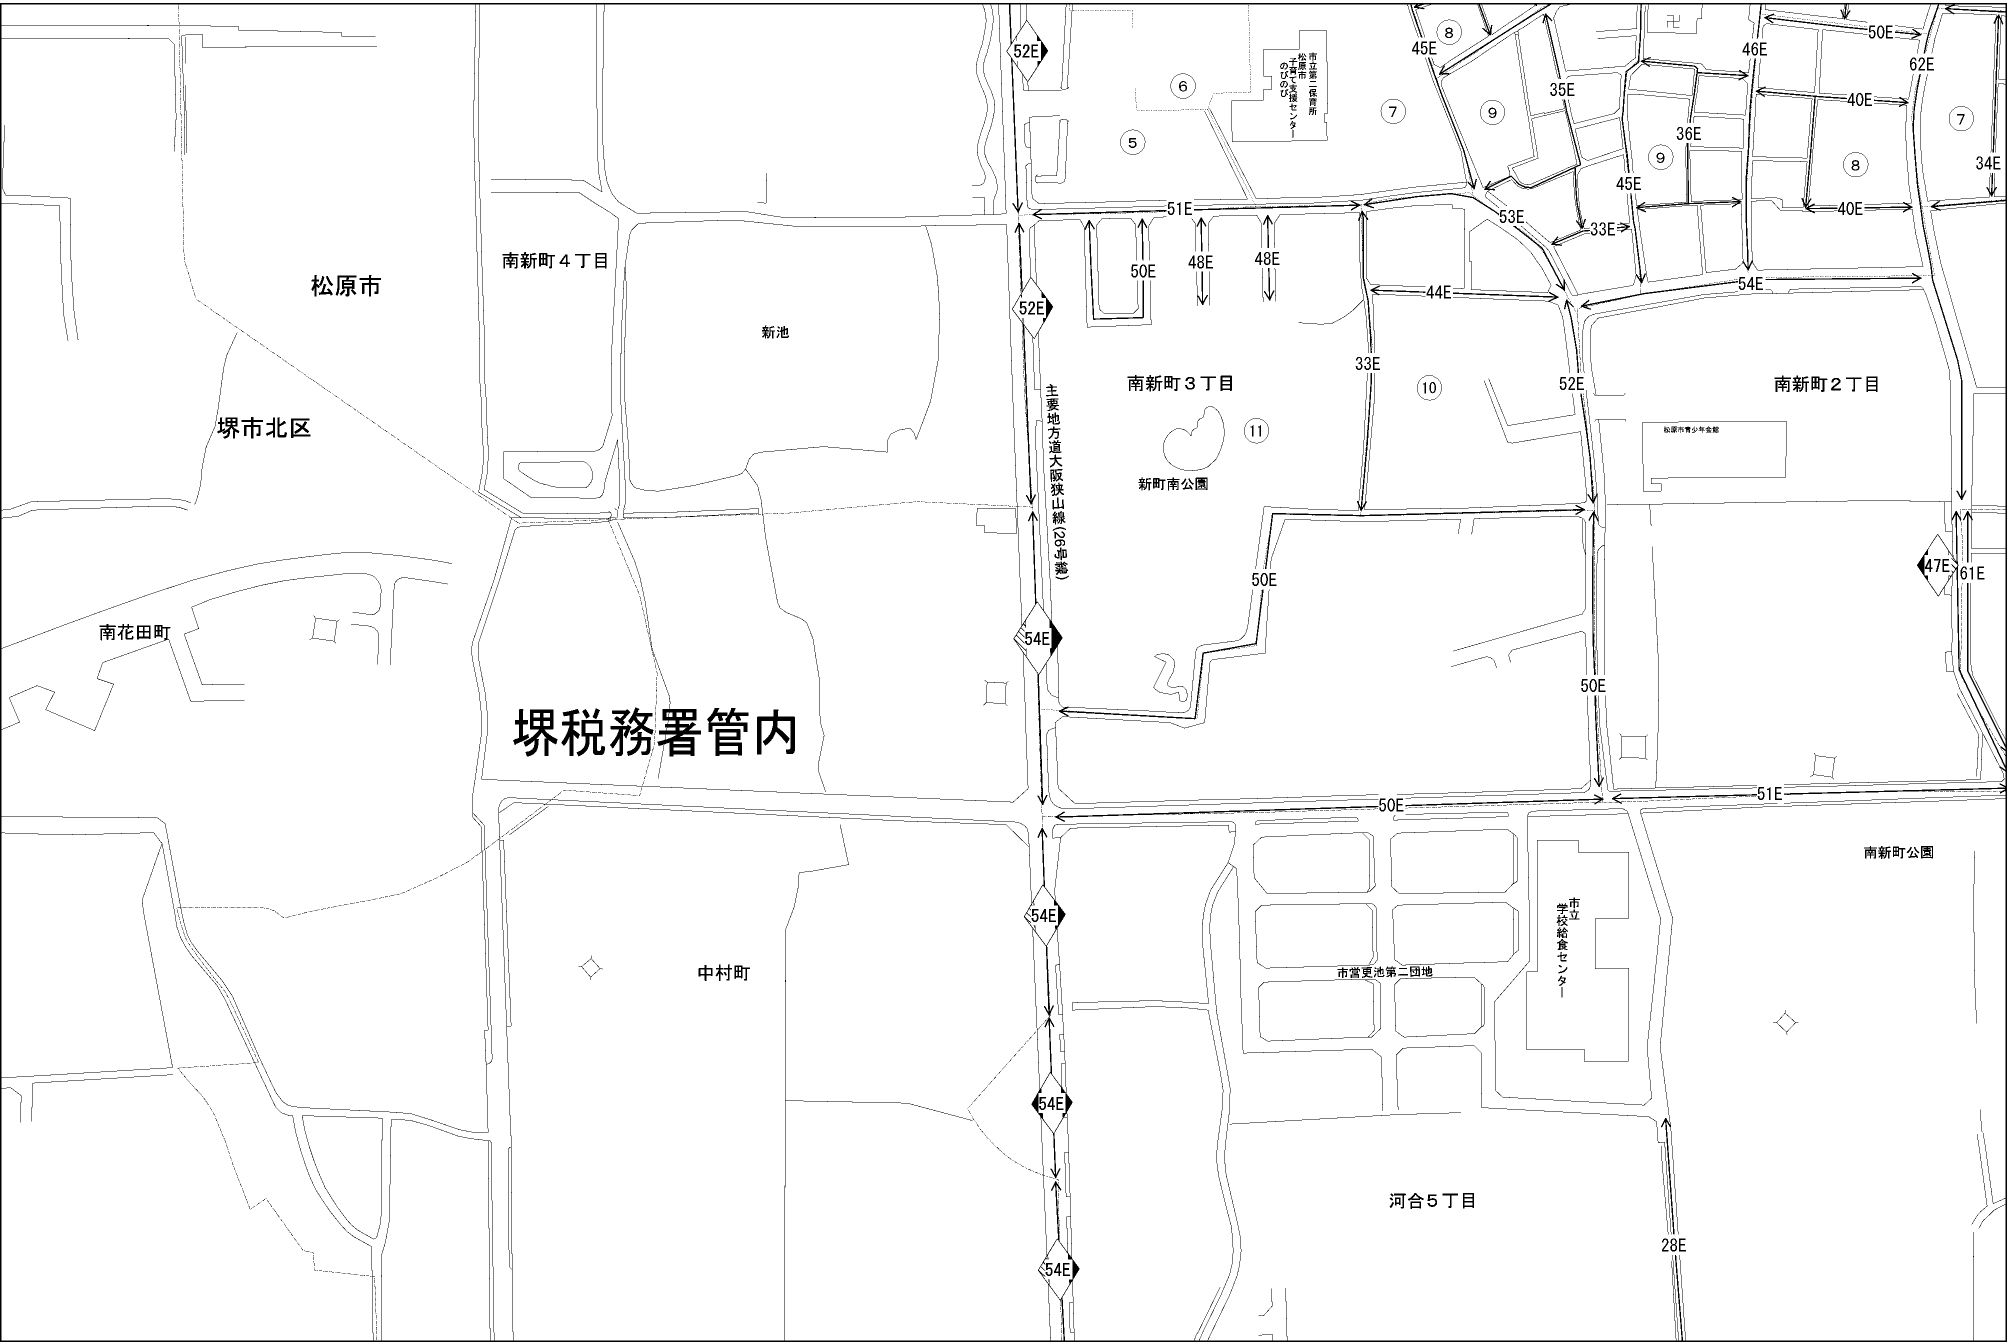 52E
45E
⑧
35E
46E
50E
62E
⑥
市立第二保育所
松原市
子育て支援センター
のびのび
⑦
⑨
40E
⑦
⑤
36E
⑨
⑧
34E
45E
51E
53E
33E
40E
松原市
南新町4丁目
50E
48E
48E
44E
54E
52E
新池
南新町3丁目
33E
⑩
52E
南新町2丁目
堺市北区
主要地方道大阪狭山線(26号線)
⑪
松原市青少年会館
新町南公園
50E
47E
61E
南花田町
54E
50E
堺税務署管内
50E
51E
南新町公園
54E
市立
学校給食センター
中村町
市営更池第二団地
54E
河合5丁目
28E
54E